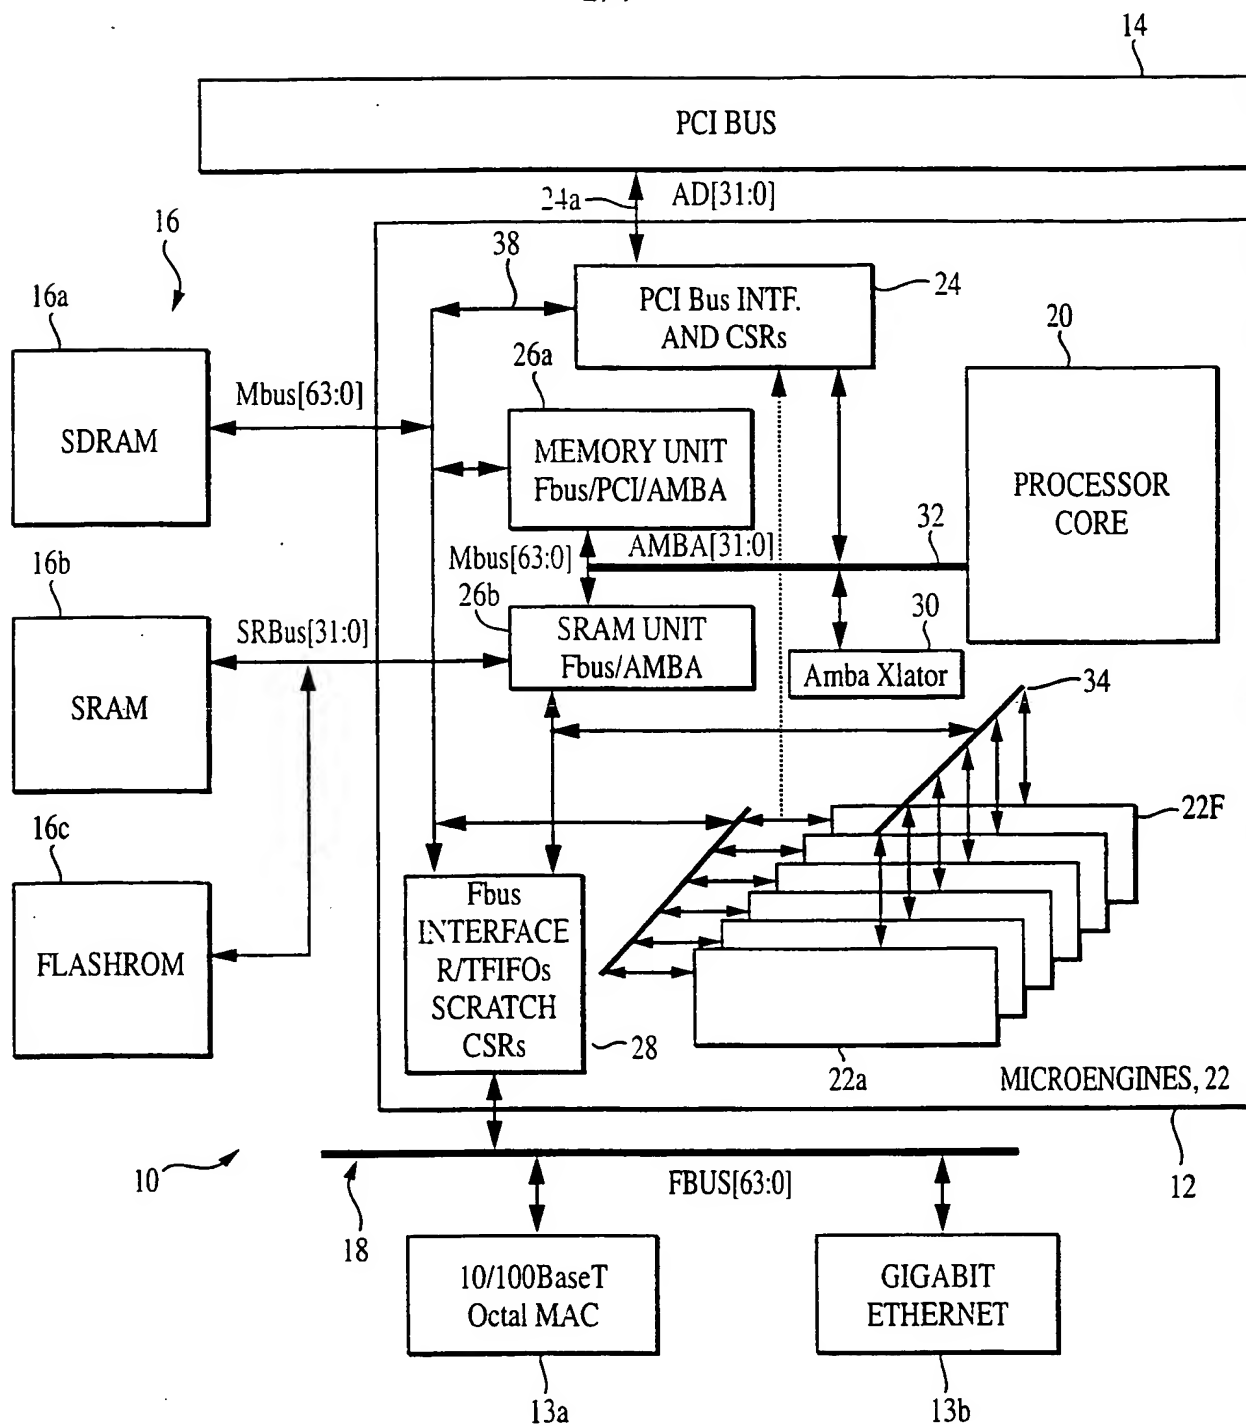 14
PCI BUS
24a
AD[31:0]
16
38
16a
PCI Bus INTF.
AND CSRs
24
20
26a
Mbus[63:0]
SDRAM
MEMORY UNIT
Fbus/PCI/AMBA
PROCESSOR
CORE
16b
Mbus[63:0]
AMBA[31:0]
32
26b
SRBus[31:0]
SRAM UNIT
Fbus/AMBA
30
Amba Xlator
SRAM
34
16c
22F
FLASHROM
Fbus
INTERFACE
R/TFIFOs
SCRATCH
CSRs
28
22a
MICROENGINES, 22
10
18
FBUS[63:0]
12
10/100BaseT
Octal MAC
GIGABIT
ETHERNET
13a
13b